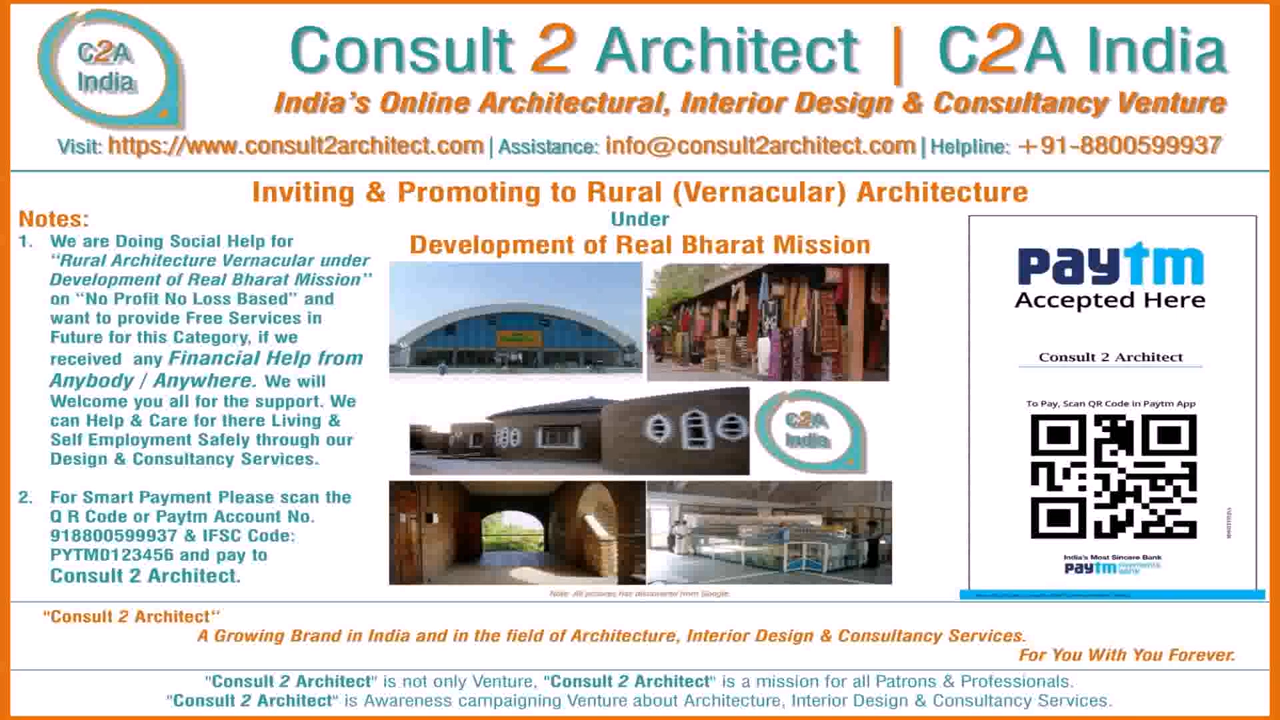 C2A
India
Consult 2 Architect | C2A India
India's Online Architectural, Interior Design & Consultancy Venture
Visit: https://www.consult2architect.com | Assistance: info@consult2architect.com | Helpline: +91-8800599937
Inviting & Promoting to Rural (Vernacular) Architecture
Under
Development of Real Bharat Mission
Notes:
1. We are Doing Social Help for
“Rural Architecture Vernacular under
Development of Real Bharat Mission”
on “No Profit No Loss Based” and
want to provide Free Services in
Future for this Category, if we
received any Financial Help from
Anybody / Anywhere. We will
Welcome you all for the support. We
can Help & Care for there Living &
Self Employment Safely through our
Design & Consultancy Services.
2. For Smart Payment Please scan the
Q R Code or Paytm Account No.
918800599937 & IFSC Code:
PYTM0123456 and pay to
Consult 2 Architect.
C2A
India
Note: All pictures has discovered from Google.
paytm
Accepted Here
Consult 2 Architect
To Pay, Scan QR Code in Paytm App
India's Most Sincere Bank
paytm payments
bank
"Consult 2 Architect"
A Growing Brand in India and in the field of Architecture, Interior Design & Consultancy Services.
For You With You Forever.
"Consult 2 Architect" is not only Venture, "Consult 2 Architect" is a mission for all Patrons & Professionals.
"Consult 2 Architect" is Awareness campaigning Venture about Architecture, Interior Design & Consultancy Services.